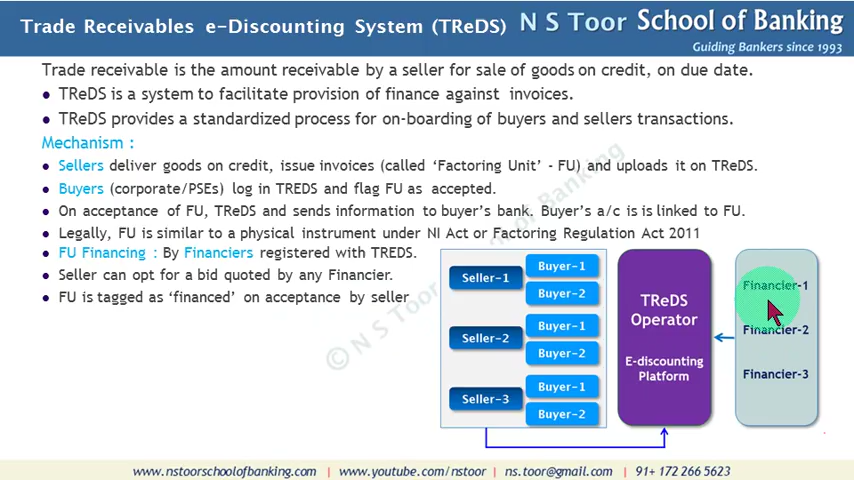 Trade Receivables e-Discounting System (TReDS)
N S Toor School of Banking
Guiding Bankers since 1993
Trade receivable is the amount receivable by a seller for sale of goods on credit, on due date.
● TReDS is a system to facilitate provision of finance against invoices.
● TReDS provides a standardized process for on-boarding of buyers and sellers transactions.
Mechanism :
● Sellers deliver goods on credit, issue invoices (called ‘Factoring Unit’ - FU) and uploads it on TReDS.
● Buyers (corporate/PSEs) log in TREDS and flag FU as accepted.
● On acceptance of FU, TReDS and sends information to buyer’s bank. Buyer’s a/c is is linked to FU.
● Legally, FU is similar to a physical instrument under NI Act or Factoring Regulation Act 2011
● FU Financing : By Financiers registered with TREDS.
● Seller can opt for a bid quoted by any Financier.
● FU is tagged as ‘financed’ on acceptance by seller
Seller-1
Buyer-1
Buyer-2
Seller-2
Buyer-1
Buyer-2
Seller-3
Buyer-1
Buyer-2
TReDS
Operator
E-discounting
Platform
Financier-1
Financier-2
Financier-3
© N S Toor School of Banking
www.nstoorschoolofbanking.com | www.youtube.com/nstoor | ns.toor@gmail.com | 91+ 172 266 5623